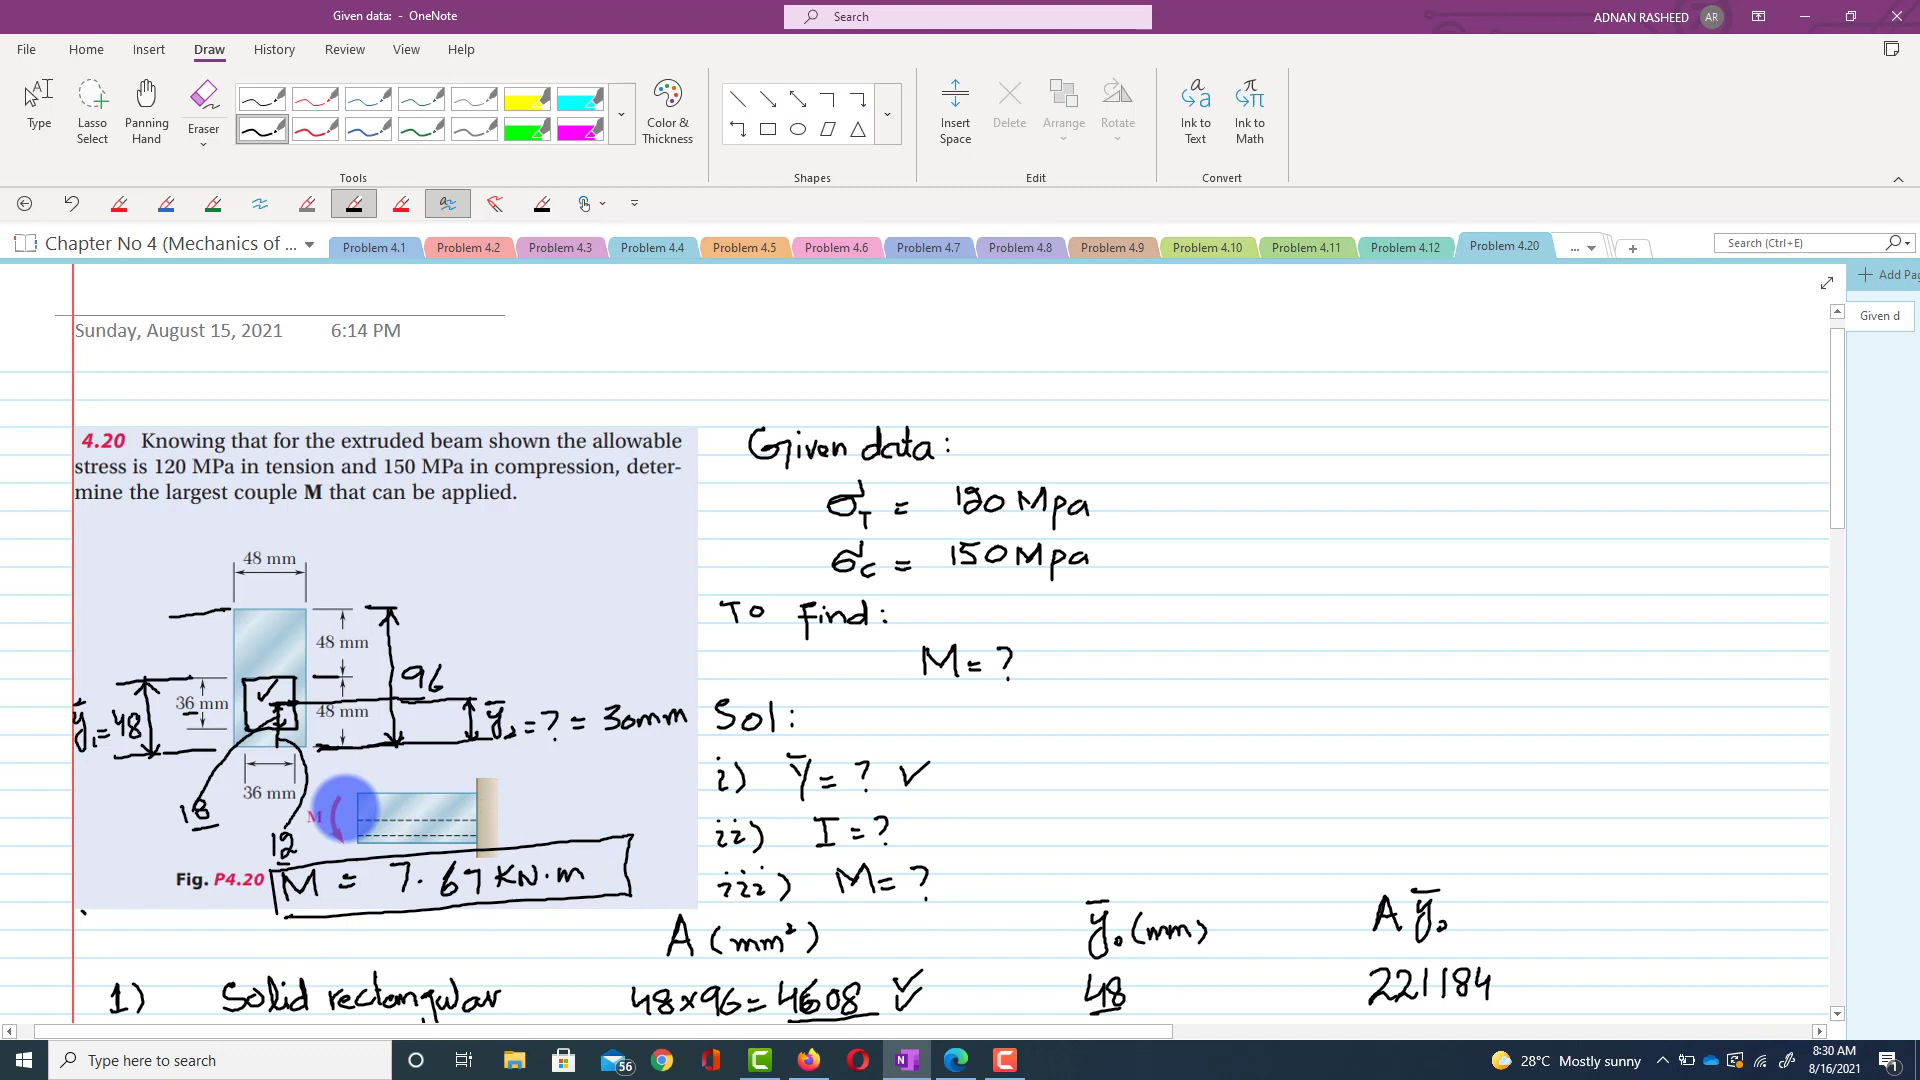 Given data: - OneNote
Search
ADNAN RASHEED
AR
File Home Insert Draw History Review View Help
Type
Lasso Select
Panning Hand
Eraser
Color & Thickness
Insert Space
Delete
Arrange
Rotate
Ink to Text
Ink to Math
Tools
Shapes
Edit
Convert
Chapter No 4 (Mechanics of ...
Problem 4.1
Problem 4.2
Problem 4.3
Problem 4.4
Problem 4.5
Problem 4.6
Problem 4.7
Problem 4.8
Problem 4.9
Problem 4.10
Problem 4.11
Problem 4.12
Problem 4.20
...
Search (Ctrl+E)
Add Pag
Given d
Sunday, August 15, 2021 6:14 PM
4.20 Knowing that for the extruded beam shown the allowable
stress is 120 MPa in tension and 150 MPa in compression, deter-
mine the largest couple M that can be applied.
48 mm
48 mm
96
36 mm
48 mm
ȳ₁=48
ȳ₂=? = 30mm
36 mm
18
12
M
Fig. P4.20
M = 7.67 KN.m
Given data:
σT = 120 Mpa
σc = 150 Mpa
To Find:
M = ?
Sol:
i) Ȳ = ? ✓
ii) I = ?
iii) M = ?
A (mm²)
ȳ₀ (mm)
A ȳ₀
1) Solid rectangular 48×96 = 4608 ✓ 48 221184
Type here to search
56
28°C Mostly sunny
8:30 AM
8/16/2021
1